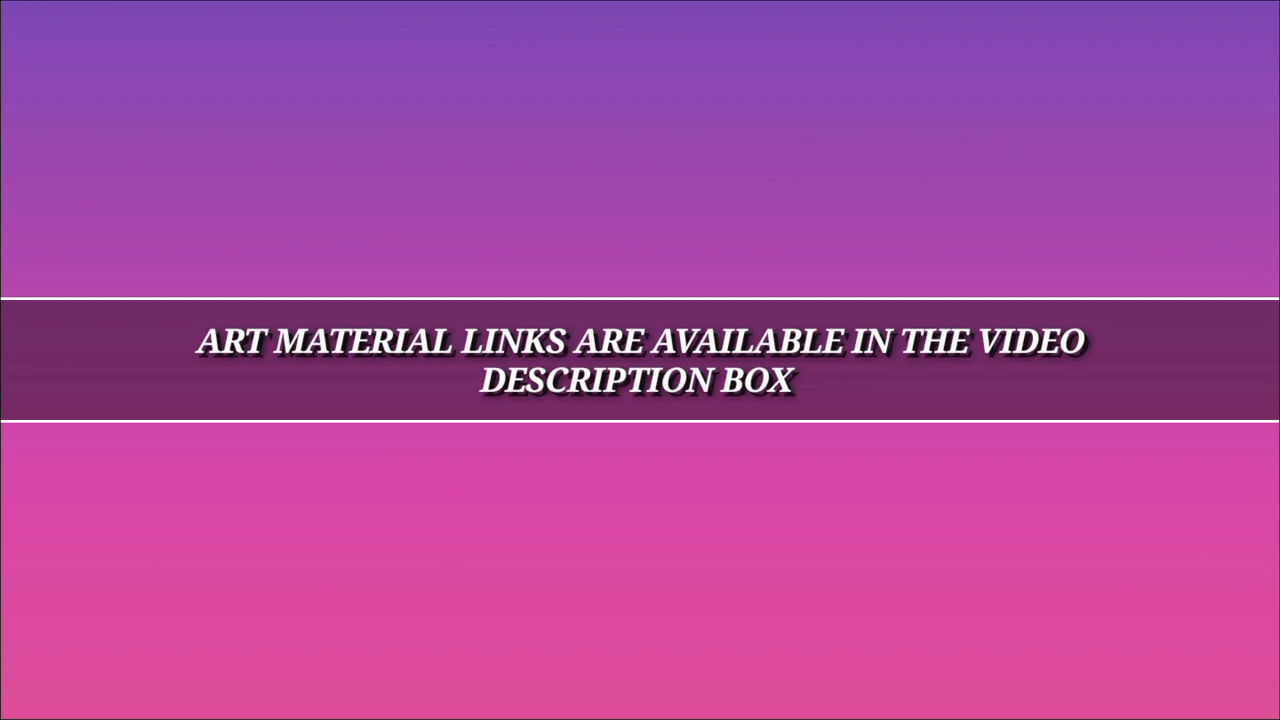 ART MATERIAL LINKS ARE AVAILABLE IN THE VIDEO
DESCRIPTION BOX